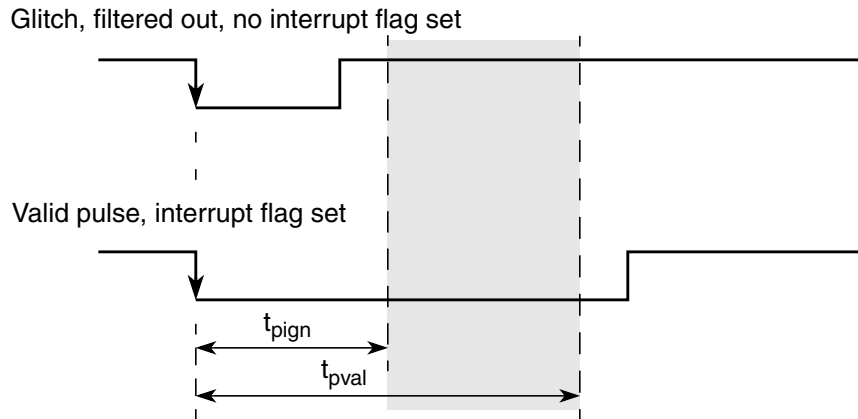 Glitch, filtered out, no interrupt flag set
Valid pulse, interrupt flag set
tpign
tpval